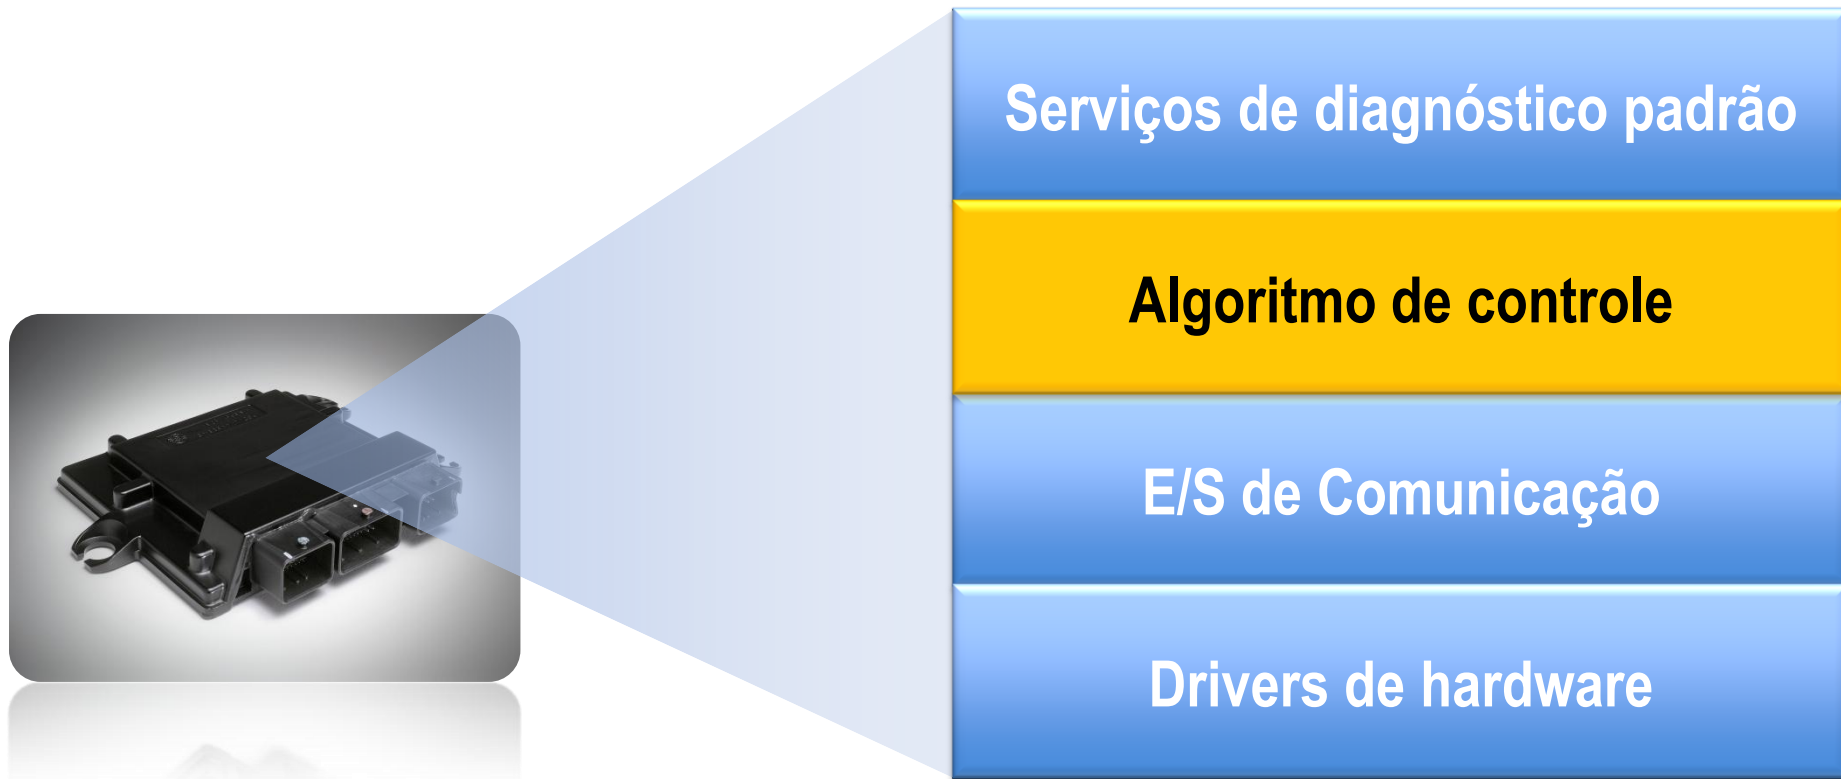 Serviços de diagnóstico padrão
Algoritmo de controle
E/S de Comunicação
Drivers de hardware